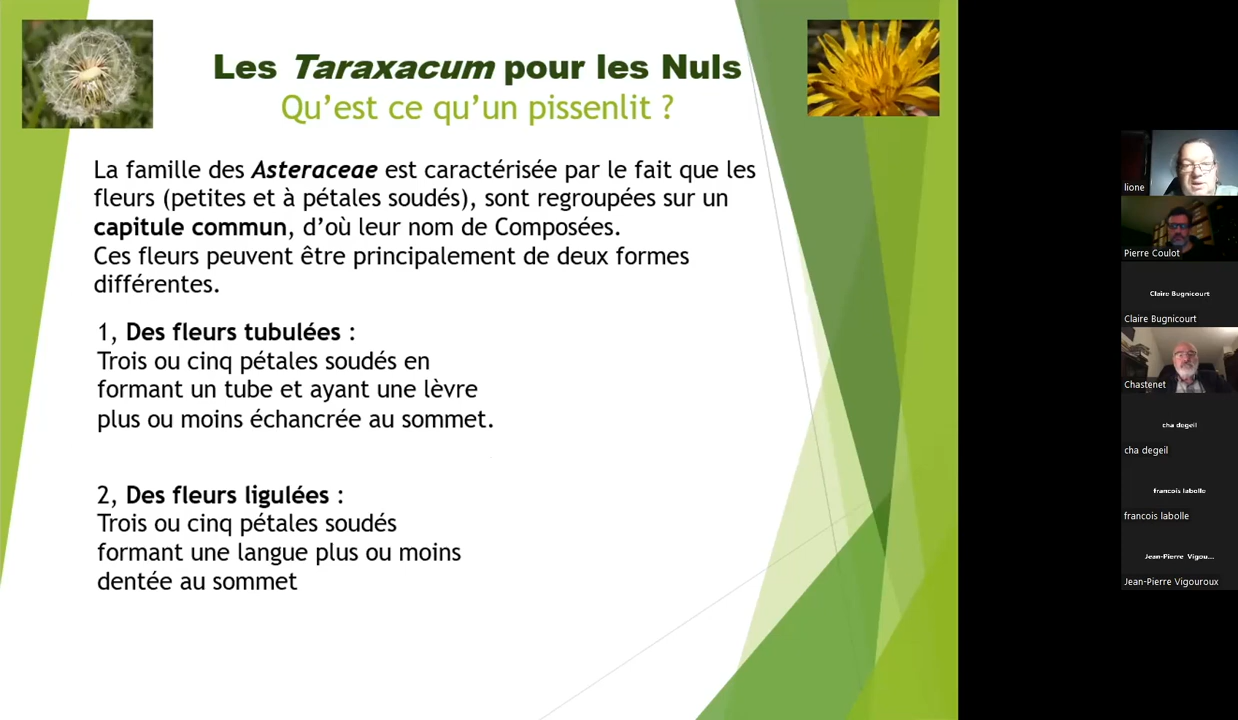 Les Taraxacum pour les Nuls
Qu'est ce qu'un pissenlit ?
La famille des Asteraceae est caractérisée par le fait que les
fleurs (petites et à pétales soudés), sont regroupées sur un
capitule commun, d'où leur nom de Composées.
Ces fleurs peuvent être principalement de deux formes
différentes.
1, Des fleurs tubulées :
Trois ou cinq pétales soudés en
formant un tube et ayant une lèvre
plus ou moins échancrée au sommet.
2, Des fleurs ligulées :
Trois ou cinq pétales soudés
formant une langue plus ou moins
dentée au sommet
lione
Pierre Coulot
Claire Bugnicourt
Claire Bugnicourt
Chastenet
cha degeil
cha degeil
francois labolle
francois labolle
Jean-Pierre Vigou...
Jean-Pierre Vigouroux